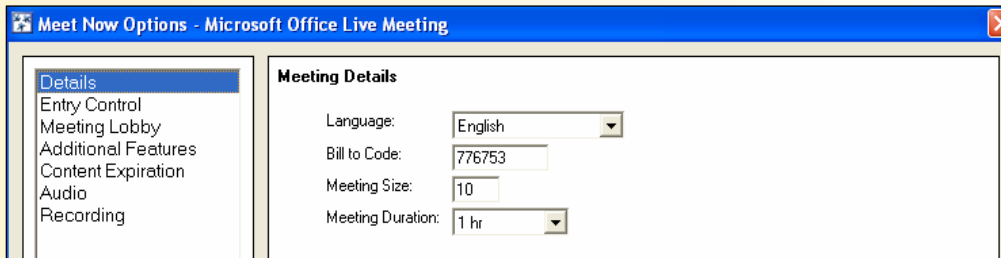 Meet Now Options - Microsoft Office Live Meeting
Details
Entry Control
Meeting Lobby
Additional Features
Content Expiration
Audio
Recording
Meeting Details
Language: English
Bill to Code: 776753
Meeting Size: 10
Meeting Duration: 1 hr